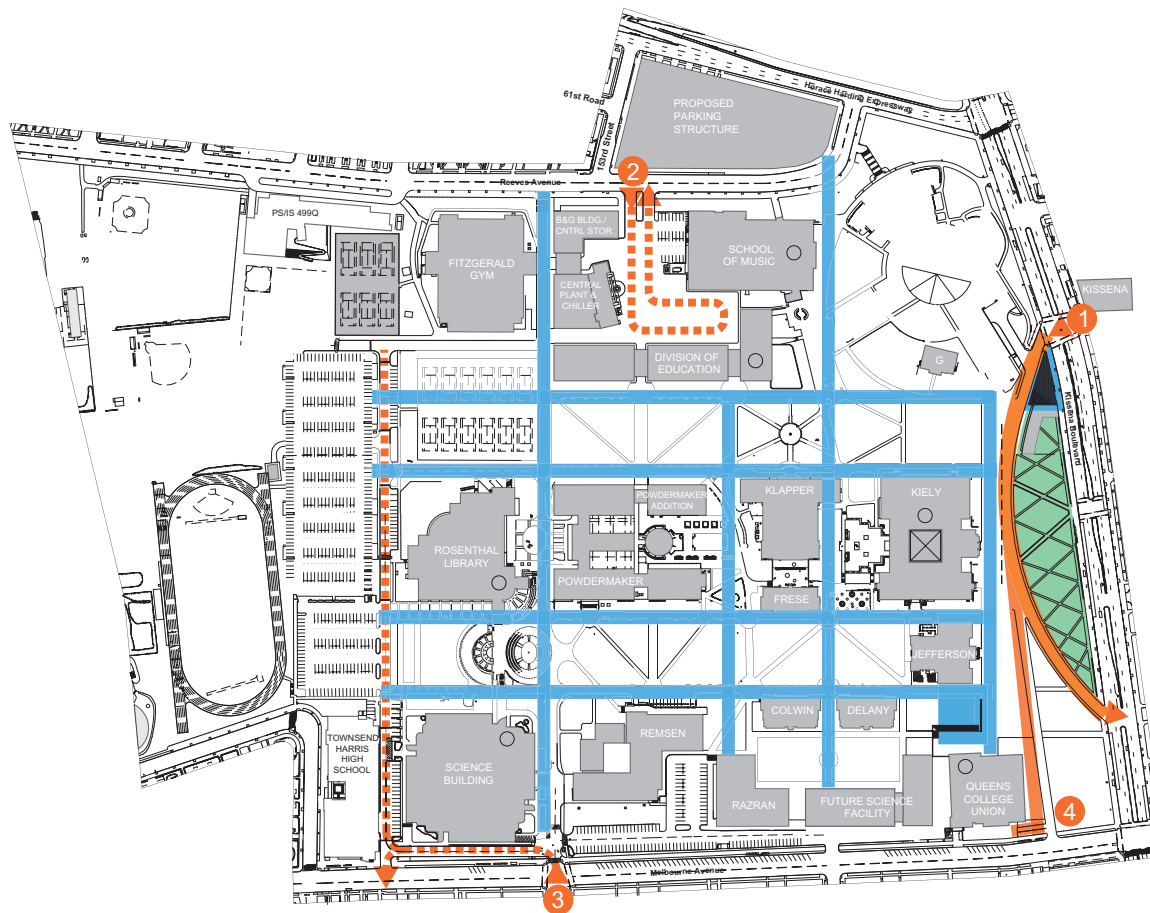 Horace Harding Expressway
61st Road
PROPOSED
PARKING
STRUCTURE
153rd Street
2
Reeves Avenue
PS/IS 499Q
B&G BLDG./
CNTRL STOR.
FITZGERALD
GYM
SCHOOL
OF MUSIC
CENTRAL
PLANT &
CHILLER
KISSENA
1
DIVISION OF
EDUCATION
G
Kissena Boulevard
POWDERMAKER
ADDITION
KLAPPER
KIELY
ROSENTHAL
LIBRARY
POWDERMAKER
FRESE
JEFFERSON
COLWIN
DELANY
TOWNSEND
HARRIS
HIGH
SCHOOL
REMSEN
SCIENCE
BUILDING
RAZRAN
FUTURE SCIENCE
FACILITY
QUEENS
COLLEGE
UNION
4
Melbourne Avenue
3